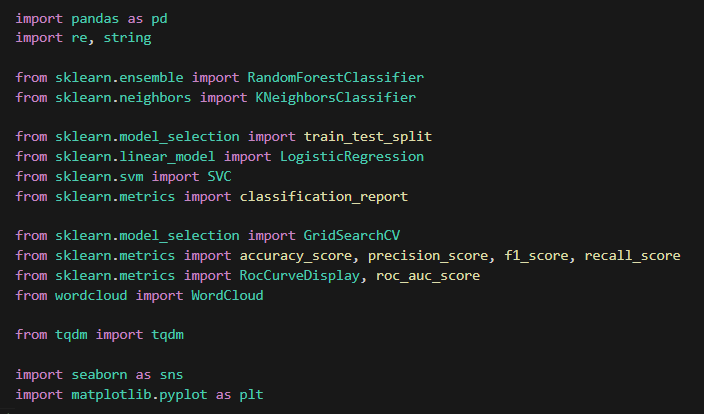 import pandas as pd
import re, string
from sklearn.ensemble import RandomForestClassifier
from sklearn.neighbors import KNeighborsClassifier
from sklearn.model_selection import train_test_split
from sklearn.linear_model import LogisticRegression
from sklearn.svm import SVC
from sklearn.metrics import classification_report
from sklearn.model_selection import GridSearchCV
from sklearn.metrics import accuracy_score, precision_score, f1_score, recall_score
from sklearn.metrics import RocCurveDisplay, roc_auc_score
from wordcloud import WordCloud
from tqdm import tqdm
import seaborn as sns
import matplotlib.pyplot as plt